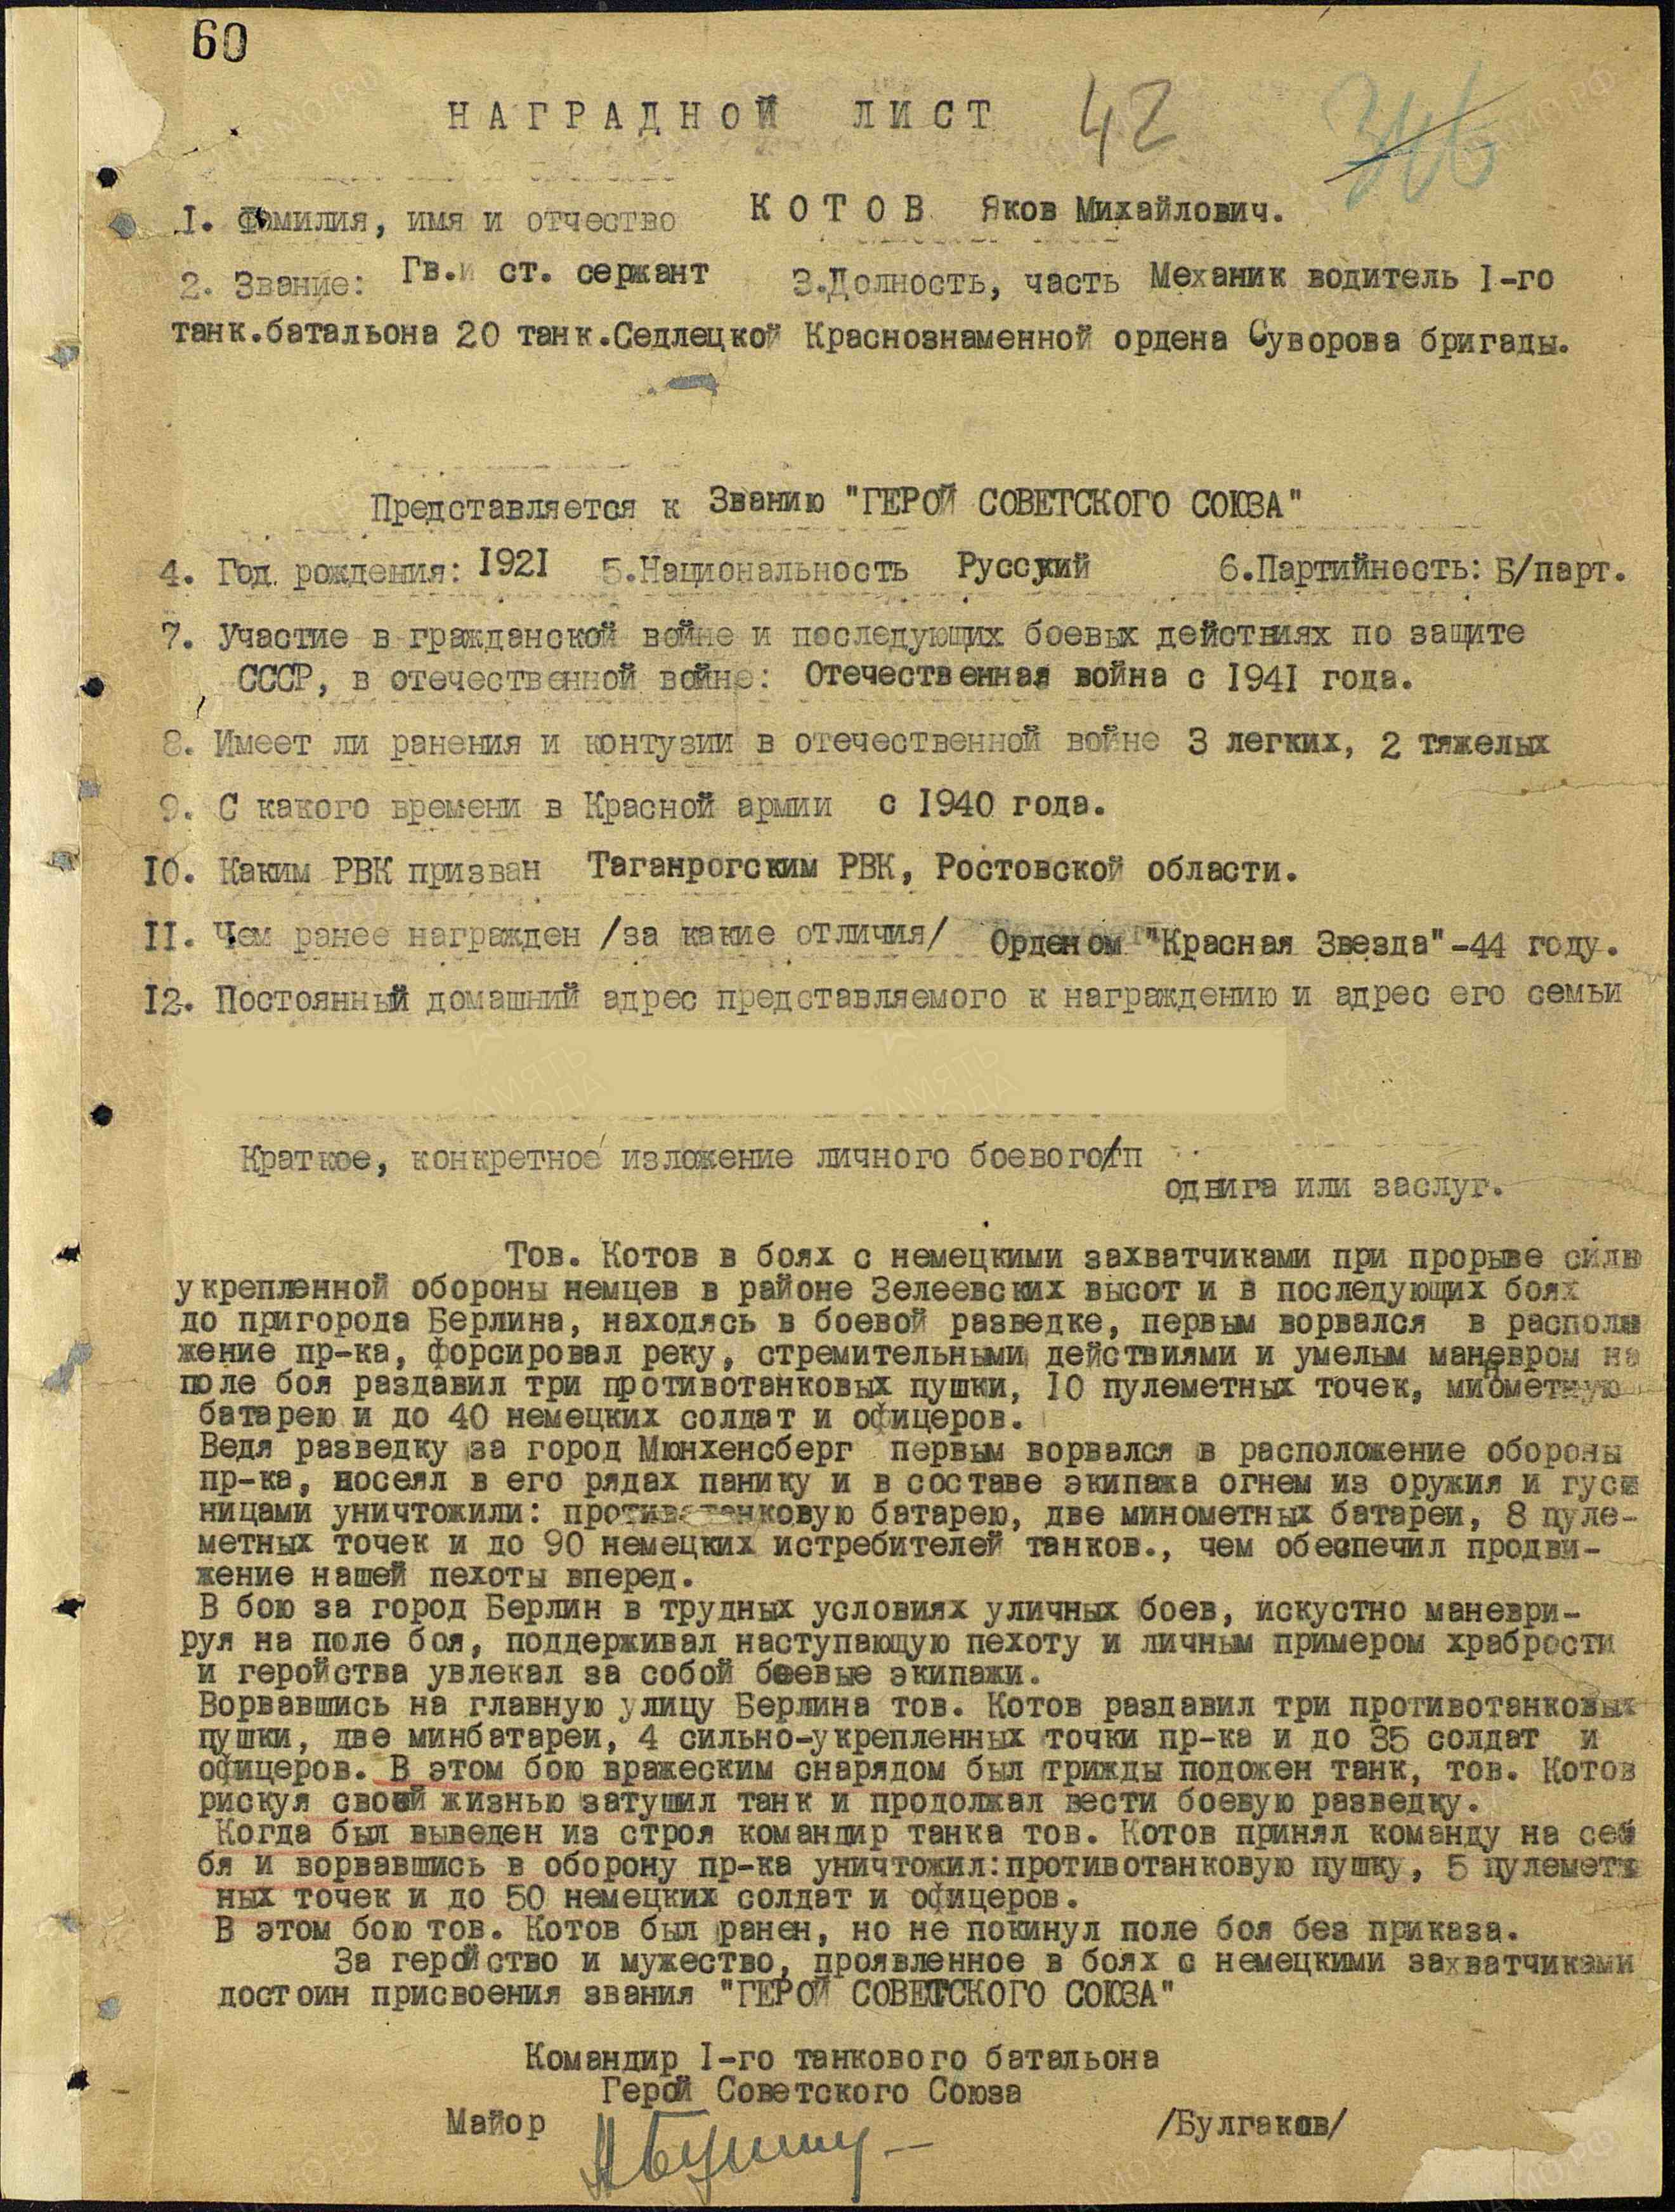 60
НАГРАДНОЙ ЛИСТ 42 346
1. Фамилия, имя и отчество КОТОВ Яков Михайлович.
2. Звание: Гв. ст. сержант 3.Долность, часть Механик водитель I-го
танк.батальона 20 танк.Седлецкой Краснознаменной ордена Суворова бригады.
Представляется к Званию "ГЕРОЙ СОВЕТСКОГО СОЮЗА"
4. Год рождения: 1921 5.Национальность Русский 6.Партийность: Б/парт.
7. Участие в гражданской войне и последующих боевых действиях по защите
СССР, в отечественной войне: Отечественная война с 1941 года.
8. Имеет ли ранения и контузии в отечественной войне 3 легких, 2 тяжелых
9. С какого времени в Красной армии с 1940 года.
10. Каким РВК призван Таганрогским РВК, Ростовской области.
11. Чем ранее награжден /за какие отличия/ Орденом "Красная Звезда"-44 году.
12. Постоянный домашний адрес представляемого к награждению и адрес его семьи
Краткое, конкретное изложение личного боевого/п
одвига или заслуг.
Тов. Котов в боях с немецкими захватчиками при прорыве сильно
укрепленной обороны немцев в районе Зелеевских высот и в последующих боях
до пригорода Берлина, находясь в боевой разведке, первым ворвался в распола
жение пр-ка, форсировал реку, стремительными действиями и умелым маневром на
поле боя раздавил три противотанковых пушки, 10 пулеметных точек, минометную
батарею и до 40 немецких солдат и офицеров.
Ведя разведку за город Мюнхенсберг первым ворвался в расположение обороны
пр-ка, посеял в его рядах панику и в составе экипажа огнем из оружия и гусе
ницами уничтожили: противотанковую батарею, две минометных батареи, 8 пуле-
метных точек и до 90 немецких истребителей танков., чем обеспечил продви-
жение нашей пехоты вперед.
В бою за город Берлин в трудных условиях уличных боев, искустно маневри-
руя на поле боя, поддерживал наступающую пехоту и личным примером храбрости
и геройства увлекал за собой боевые экипажи.
Ворвавшись на главную улицу Берлина тов. Котов раздавил три противотанковых
пушки, две минбатареи, 4 сильно-укрепленных точки пр-ка и до 35 солдат и
офицеров. В этом бою вражеским снарядом был трижды подожен танк, тов. Котов
рискуя своей жизнью затушил танк и продолжал вести боевую разведку.
Когда был выведен из строя командир танка тов. Котов принял команду на се
бя и ворвавшись в оборону пр-ка уничтожил:противотанковую пушку, 5 пулемет
ных точек и до 50 немецких солдат и офицеров.
В этом бою тов. Котов был ранен, но не покинул поле боя без приказа.
За геройство и мужество, проявленное в боях с немецкими захватчиками
достоин присвоения звания "ГЕРОЙ СОВЕТСКОГО СОЮЗА"
Командир I-го танкового батальона
Герой Советского Союза
Майор /Булгаков/